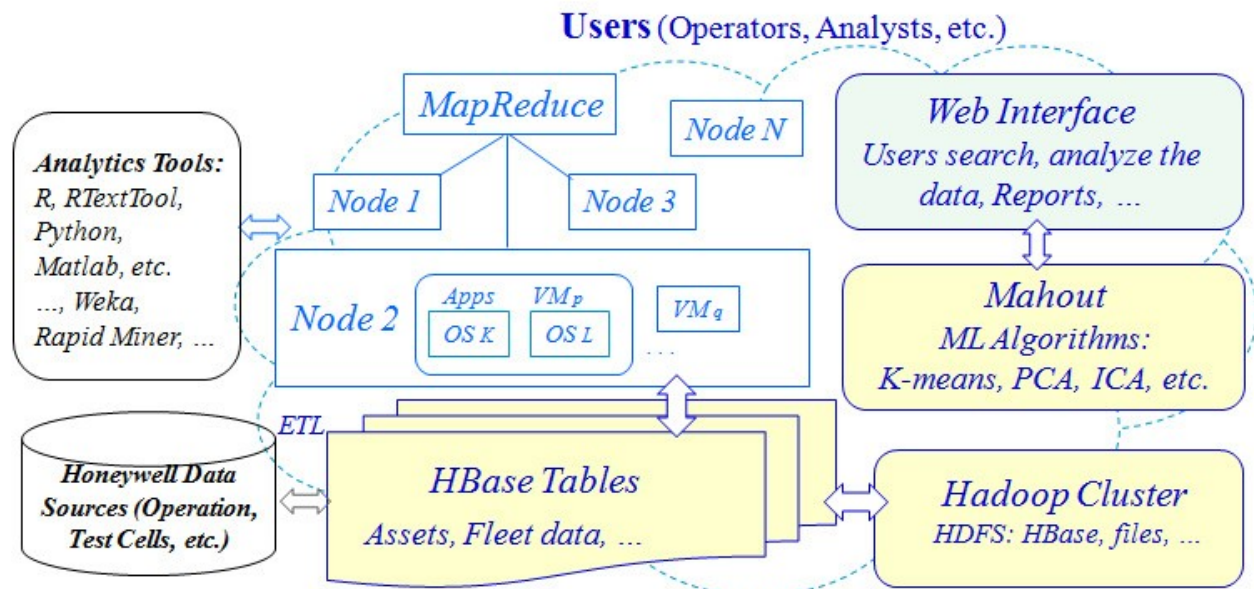 Users (Operators, Analysts, etc.)
MapReduce
Node N
Node 1
Node 3
Analytics Tools:
R, RTextTool,
Python,
Matlab, etc.
..., Weka,
Rapid Miner, ...
Node 2
Apps
VM p
OS K
OS L
VM q
...
Web Interface
Users search, analyze the
data, Reports, ...
Mahout
ML Algorithms:
K-means, PCA, ICA, etc.
ETL
Honeywell Data
Sources (Operation,
Test Cells, etc.)
HBase Tables
Assets, Fleet data, ...
Hadoop Cluster
HDFS: HBase, files, ...